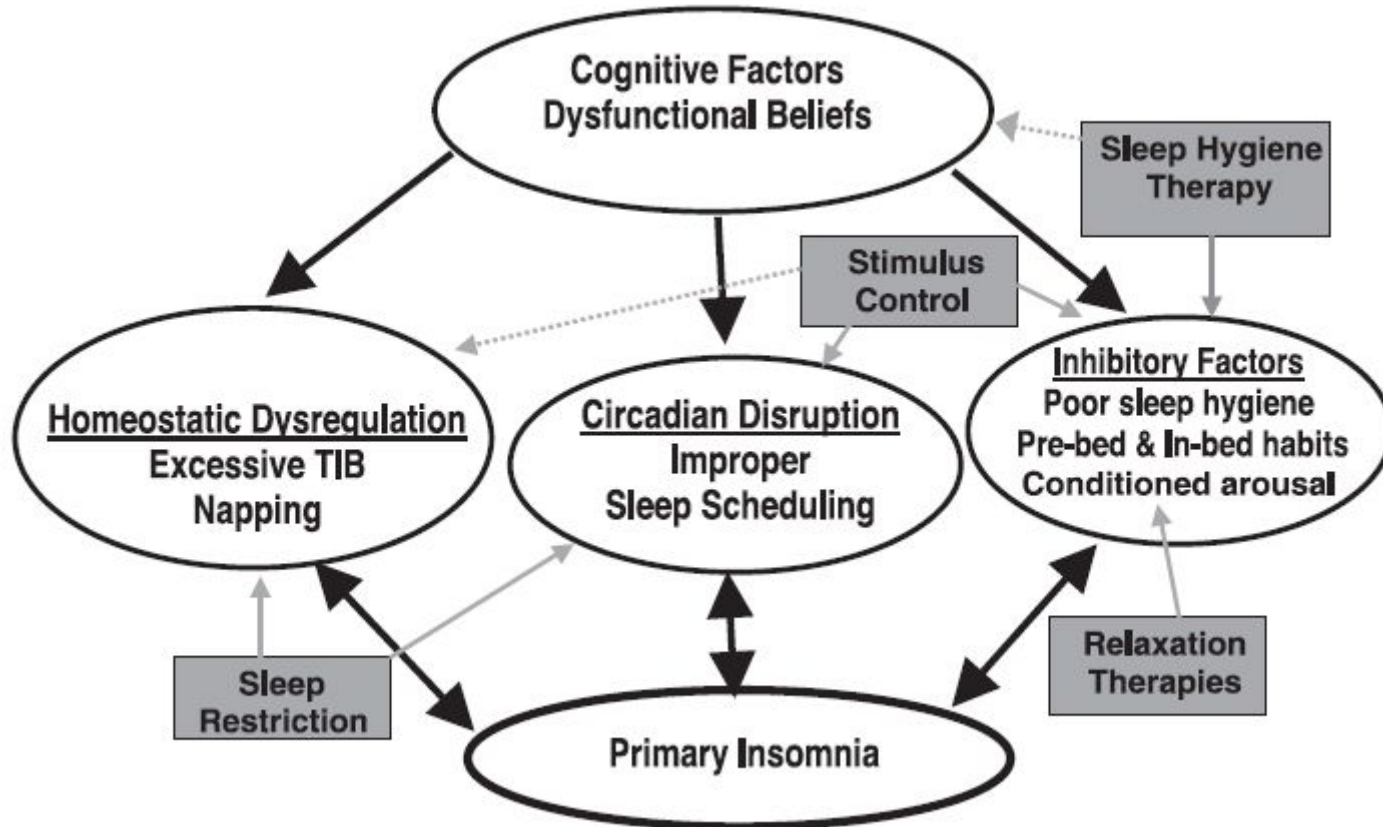 Cognitive Factors
Dysfunctional Beliefs
Sleep Hygiene
Therapy
Stimulus
Control
Homeostatic Dysregulation
Excessive TIB
Napping
Circadian Disruption
Improper
Sleep Scheduling
Inhibitory Factors
Poor sleep hygiene
Pre-bed & In-bed habits
Conditioned arousal
Sleep
Restriction
Relaxation
Therapies
Primary Insomnia